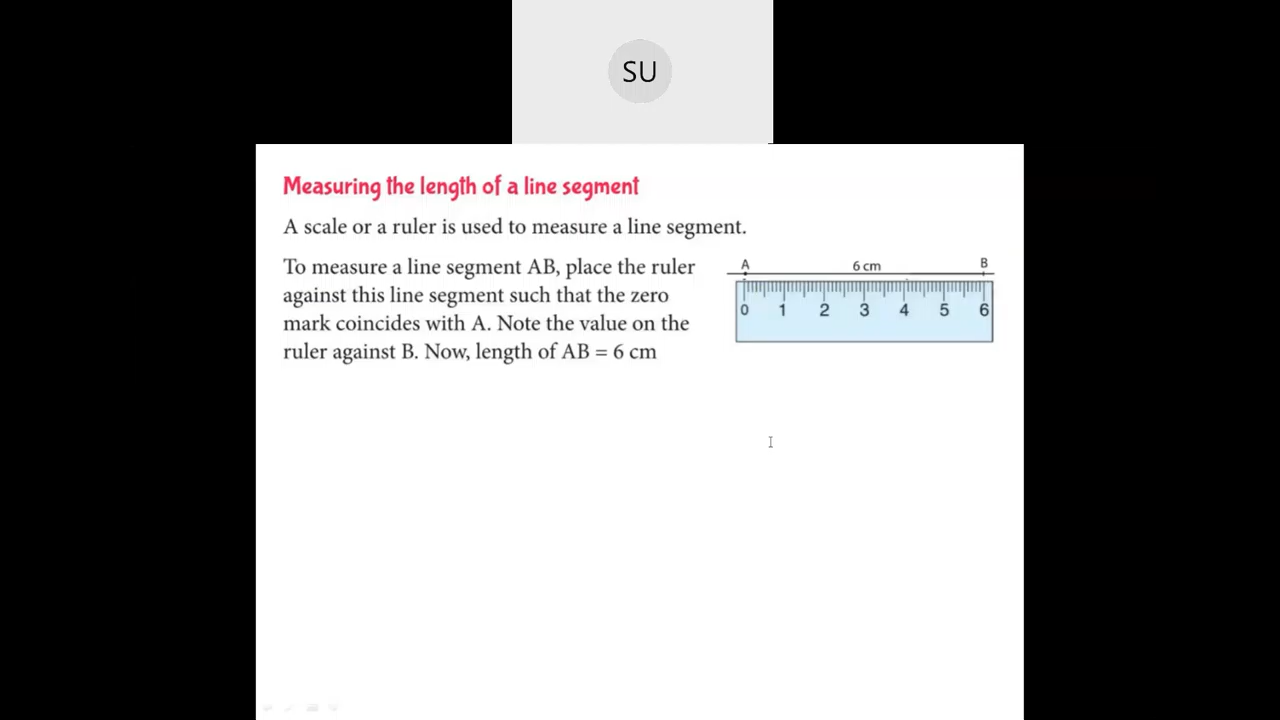 SU
Measuring the length of a line segment
A scale or a ruler is used to measure a line segment.
To measure a line segment AB, place the ruler
against this line segment such that the zero
mark coincides with A. Note the value on the
ruler against B. Now, length of AB = 6 cm
A 6 cm B
0 1 2 3 4 5 6